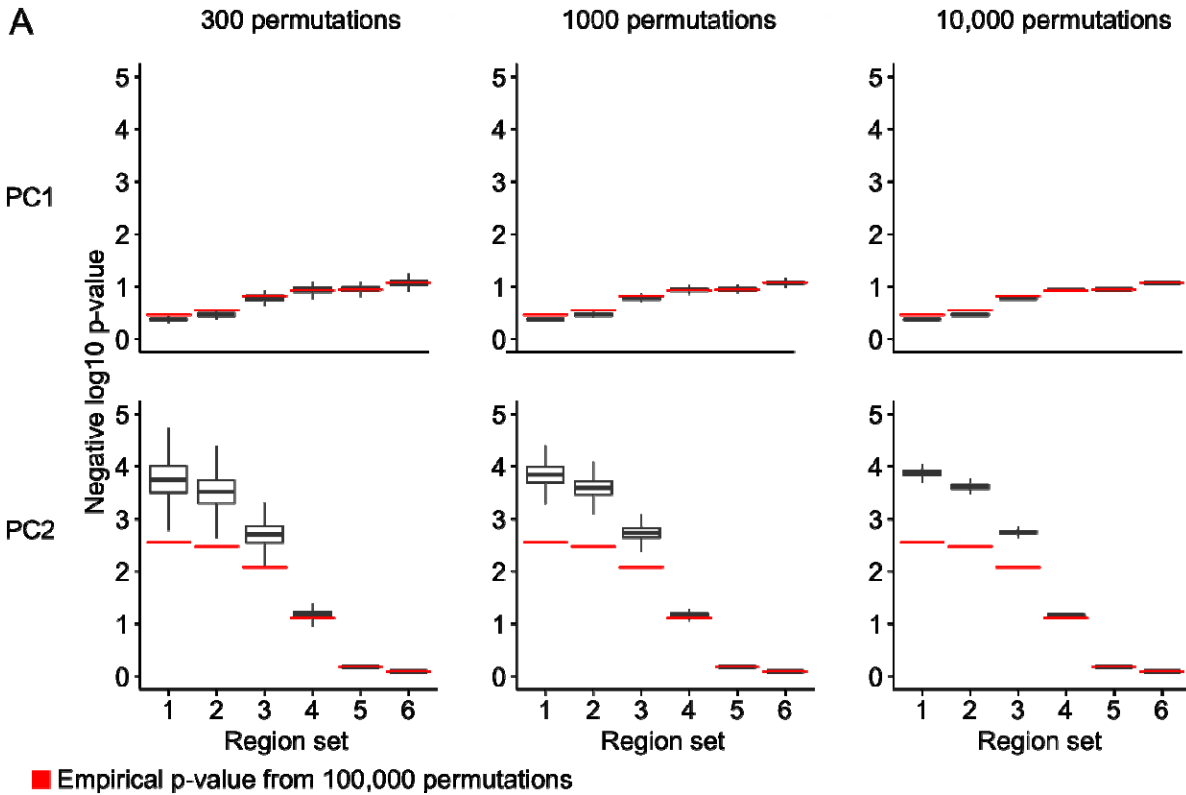 A
300 permutations
1000 permutations
10,000 permutations
PC1
PC2
Negative log10 p-value
5
4
3
2
1
0
5
4
3
2
1
0
5
4
3
2
1
0
5
4
3
2
1
0
5
4
3
2
1
0
5
4
3
2
1
0
1 2 3 4 5 6
1 2 3 4 5 6
1 2 3 4 5 6
Region set
Region set
Region set
Empirical p-value from 100,000 permutations